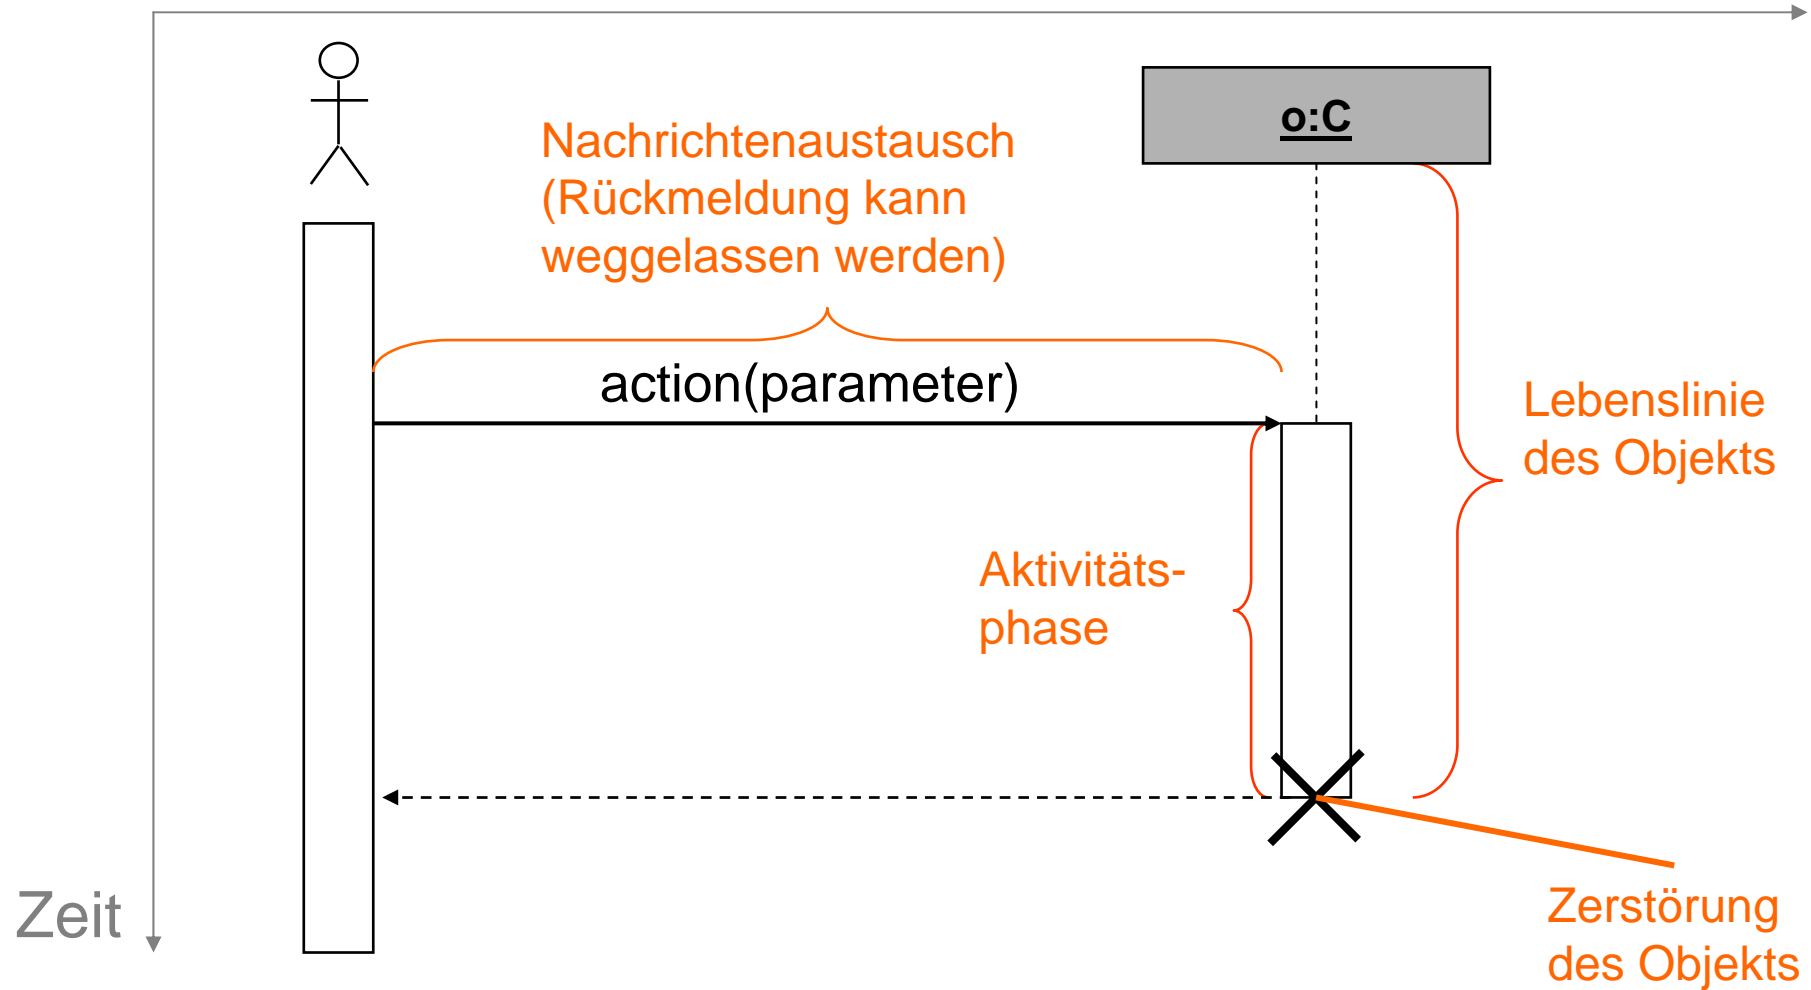 o:C
Nachrichtenaustausch
(Rückmeldung kann
weggelassen werden)
action(parameter)
Lebenslinie
des Objekts
Aktivitäts-
phase
Zeit
Zerstörung
des Objekts